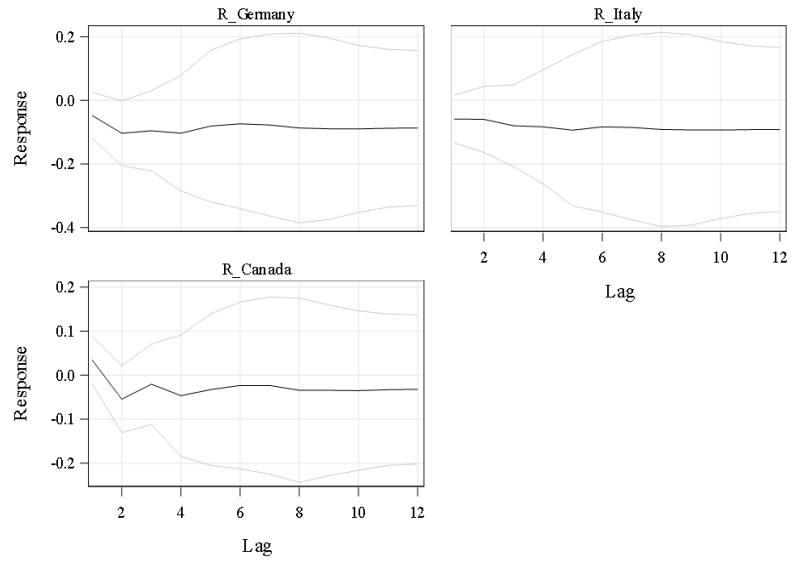 R_Germany
R_Italy
0.2
0.0
-0.2
-0.4
Response
2 4 6 8 10 12
Lag
R_Canada
0.2
0.1
0.0
-0.1
-0.2
Response
2 4 6 8 10 12
Lag